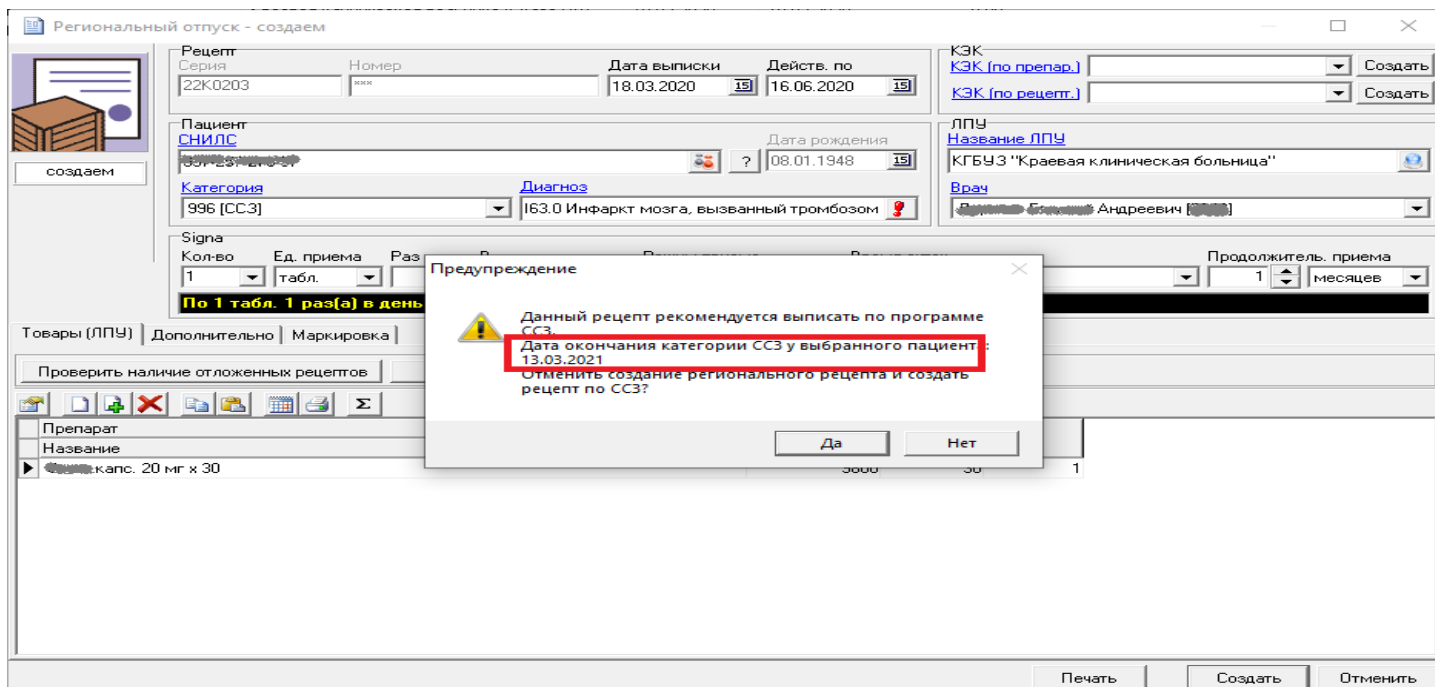 Региональный отпуск - создаем
создаем
Рецепт
Серия Номер Дата выписки Действ. по
22К0203 *** 18.03.2020 15 16.06.2020 15
КЭК
КЭК (по препар.) Создать
КЭК (по рецепт.) Создать
Пациент
СНИЛС Дата рождения
? 08.01.1948 15
Категория Диагноз
996 [ССЗ] I63.0 Инфаркт мозга, вызванный тромбозом
ЛПУ
Название ЛПУ
КГБУЗ "Краевая клиническая больница"
Врач
Андреевич
Signa
Кол-во Ед. приема Раз Продолжитель. приема
1 табл. 1 месяцев
По 1 табл. 1 раз(а) в день
Товары (ЛПУ) Дополнительно Маркировка
Проверить наличие отложенных рецептов
Σ
Препарат
Название
капс. 20 мг х 30 1
Предупреждение
Данный рецепт рекомендуется выписать по программе
ССЗ.
Дата окончания категории ССЗ у выбранного пациента:
13.03.2021
Отменить создание регионального рецепта и создать
рецепт по ССЗ?
Да Нет
Печать Создать Отменить